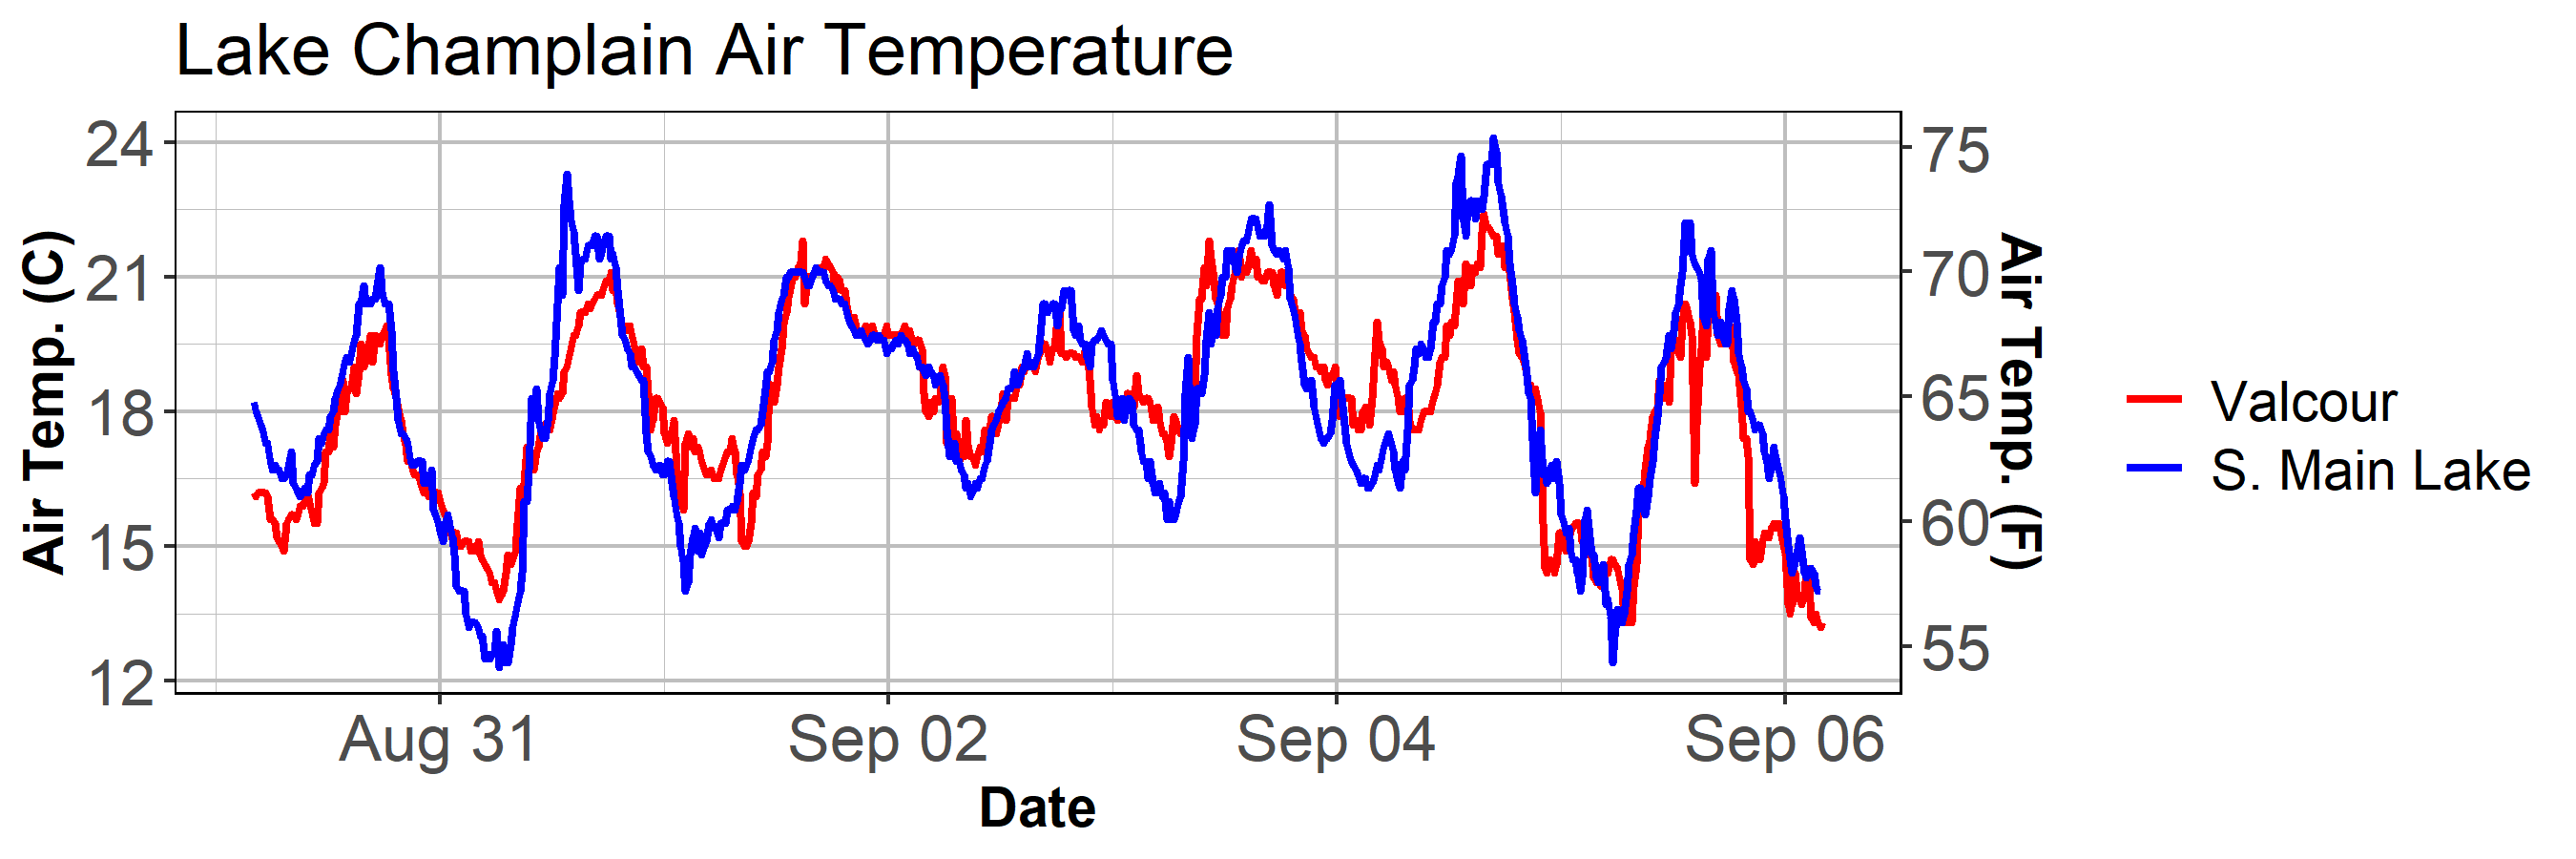 Lake Champlain Air Temperature
Air Temp. (C)
24
21
18
15
12
75
70
65
60
55
Air Temp. (F)
Aug 31
Sep 02
Sep 04
Sep 06
Date
Valcour
S. Main Lake